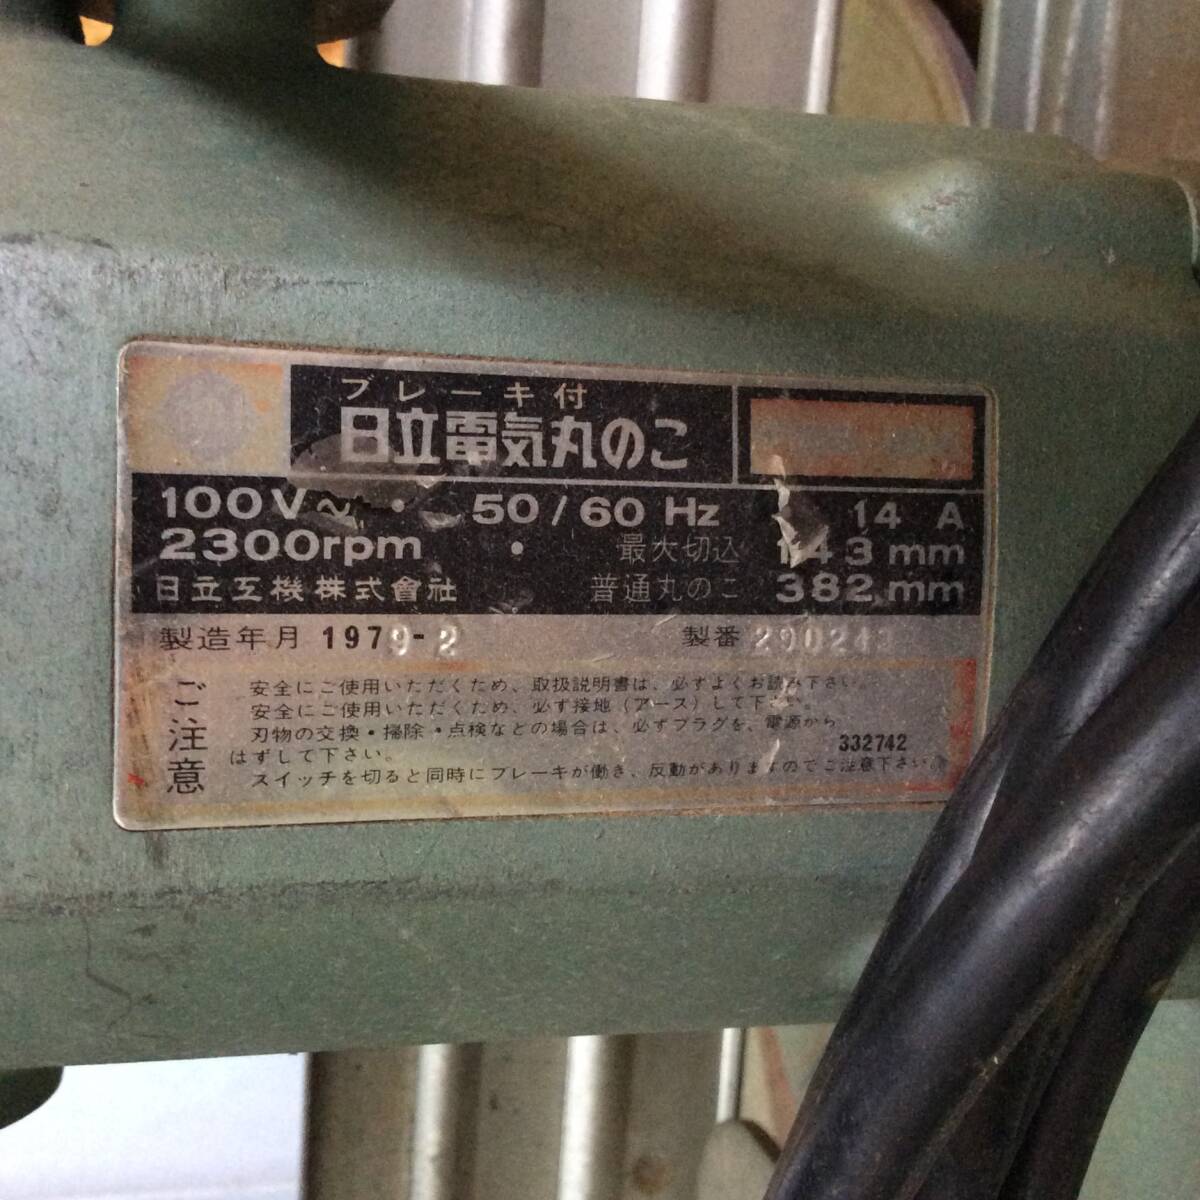 ブレーキ付
日立電気丸のこ
100V～ ・ 50/60 Hz 14 A
2300rpm ・ 最大切込 143mm
日立工機株式會社 普通丸のこ 382mm
製造年月 1979-2 製番
ご注意
安全にご使用いただくため、取扱説明書は、必ずよくお読み下さい。
安全にご使用いただくため、必ず接地（アース）して下さい。
刃物の交換・掃除・点検などの場合は、必ずプラグを、電源から
はずして下さい。
332742
スイッチを切ると同時にブレーキが働き、反動がありますのでご注意下さい。